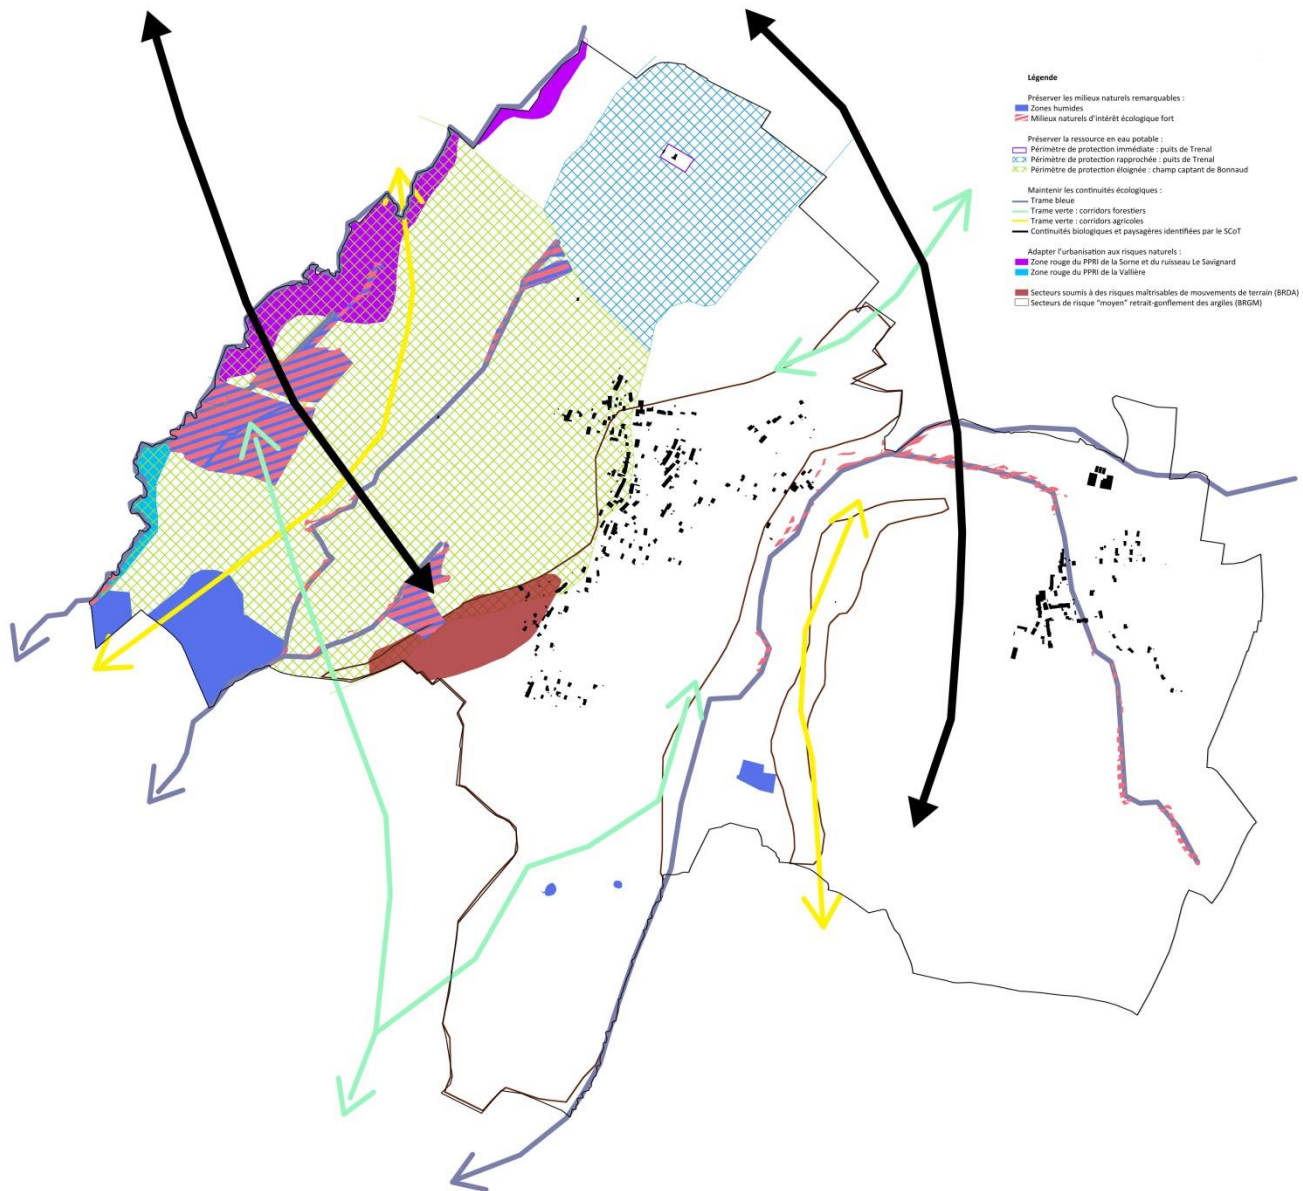 Légende
Préserver les milieux naturels remarquables :
Zones humides
Milieux naturels d'intérêt écologique fort
Préserver la ressource en eau potable :
Périmètre de protection immédiate : puits de Trenal
Périmètre de protection rapprochée : puits de Trenal
Périmètre de protection éloignée : champ captant de Bonnaud
Maintenir les continuités écologiques :
Trame bleue
Trame verte : corridors forestiers
Trame verte : corridors agricoles
Continuités biologiques et paysagères identifiées par le SCoT
Adapter l'urbanisation aux risques naturels :
Zone rouge du PPRI de la Sorne et du ruisseau Le Savignard
Zone rouge du PPRI de la Vallière
Secteurs soumis à des risques maîtrisables de mouvements de terrain (BRDA)
Secteurs de risque "moyen" retrait-gonflement des argiles (BRGM)